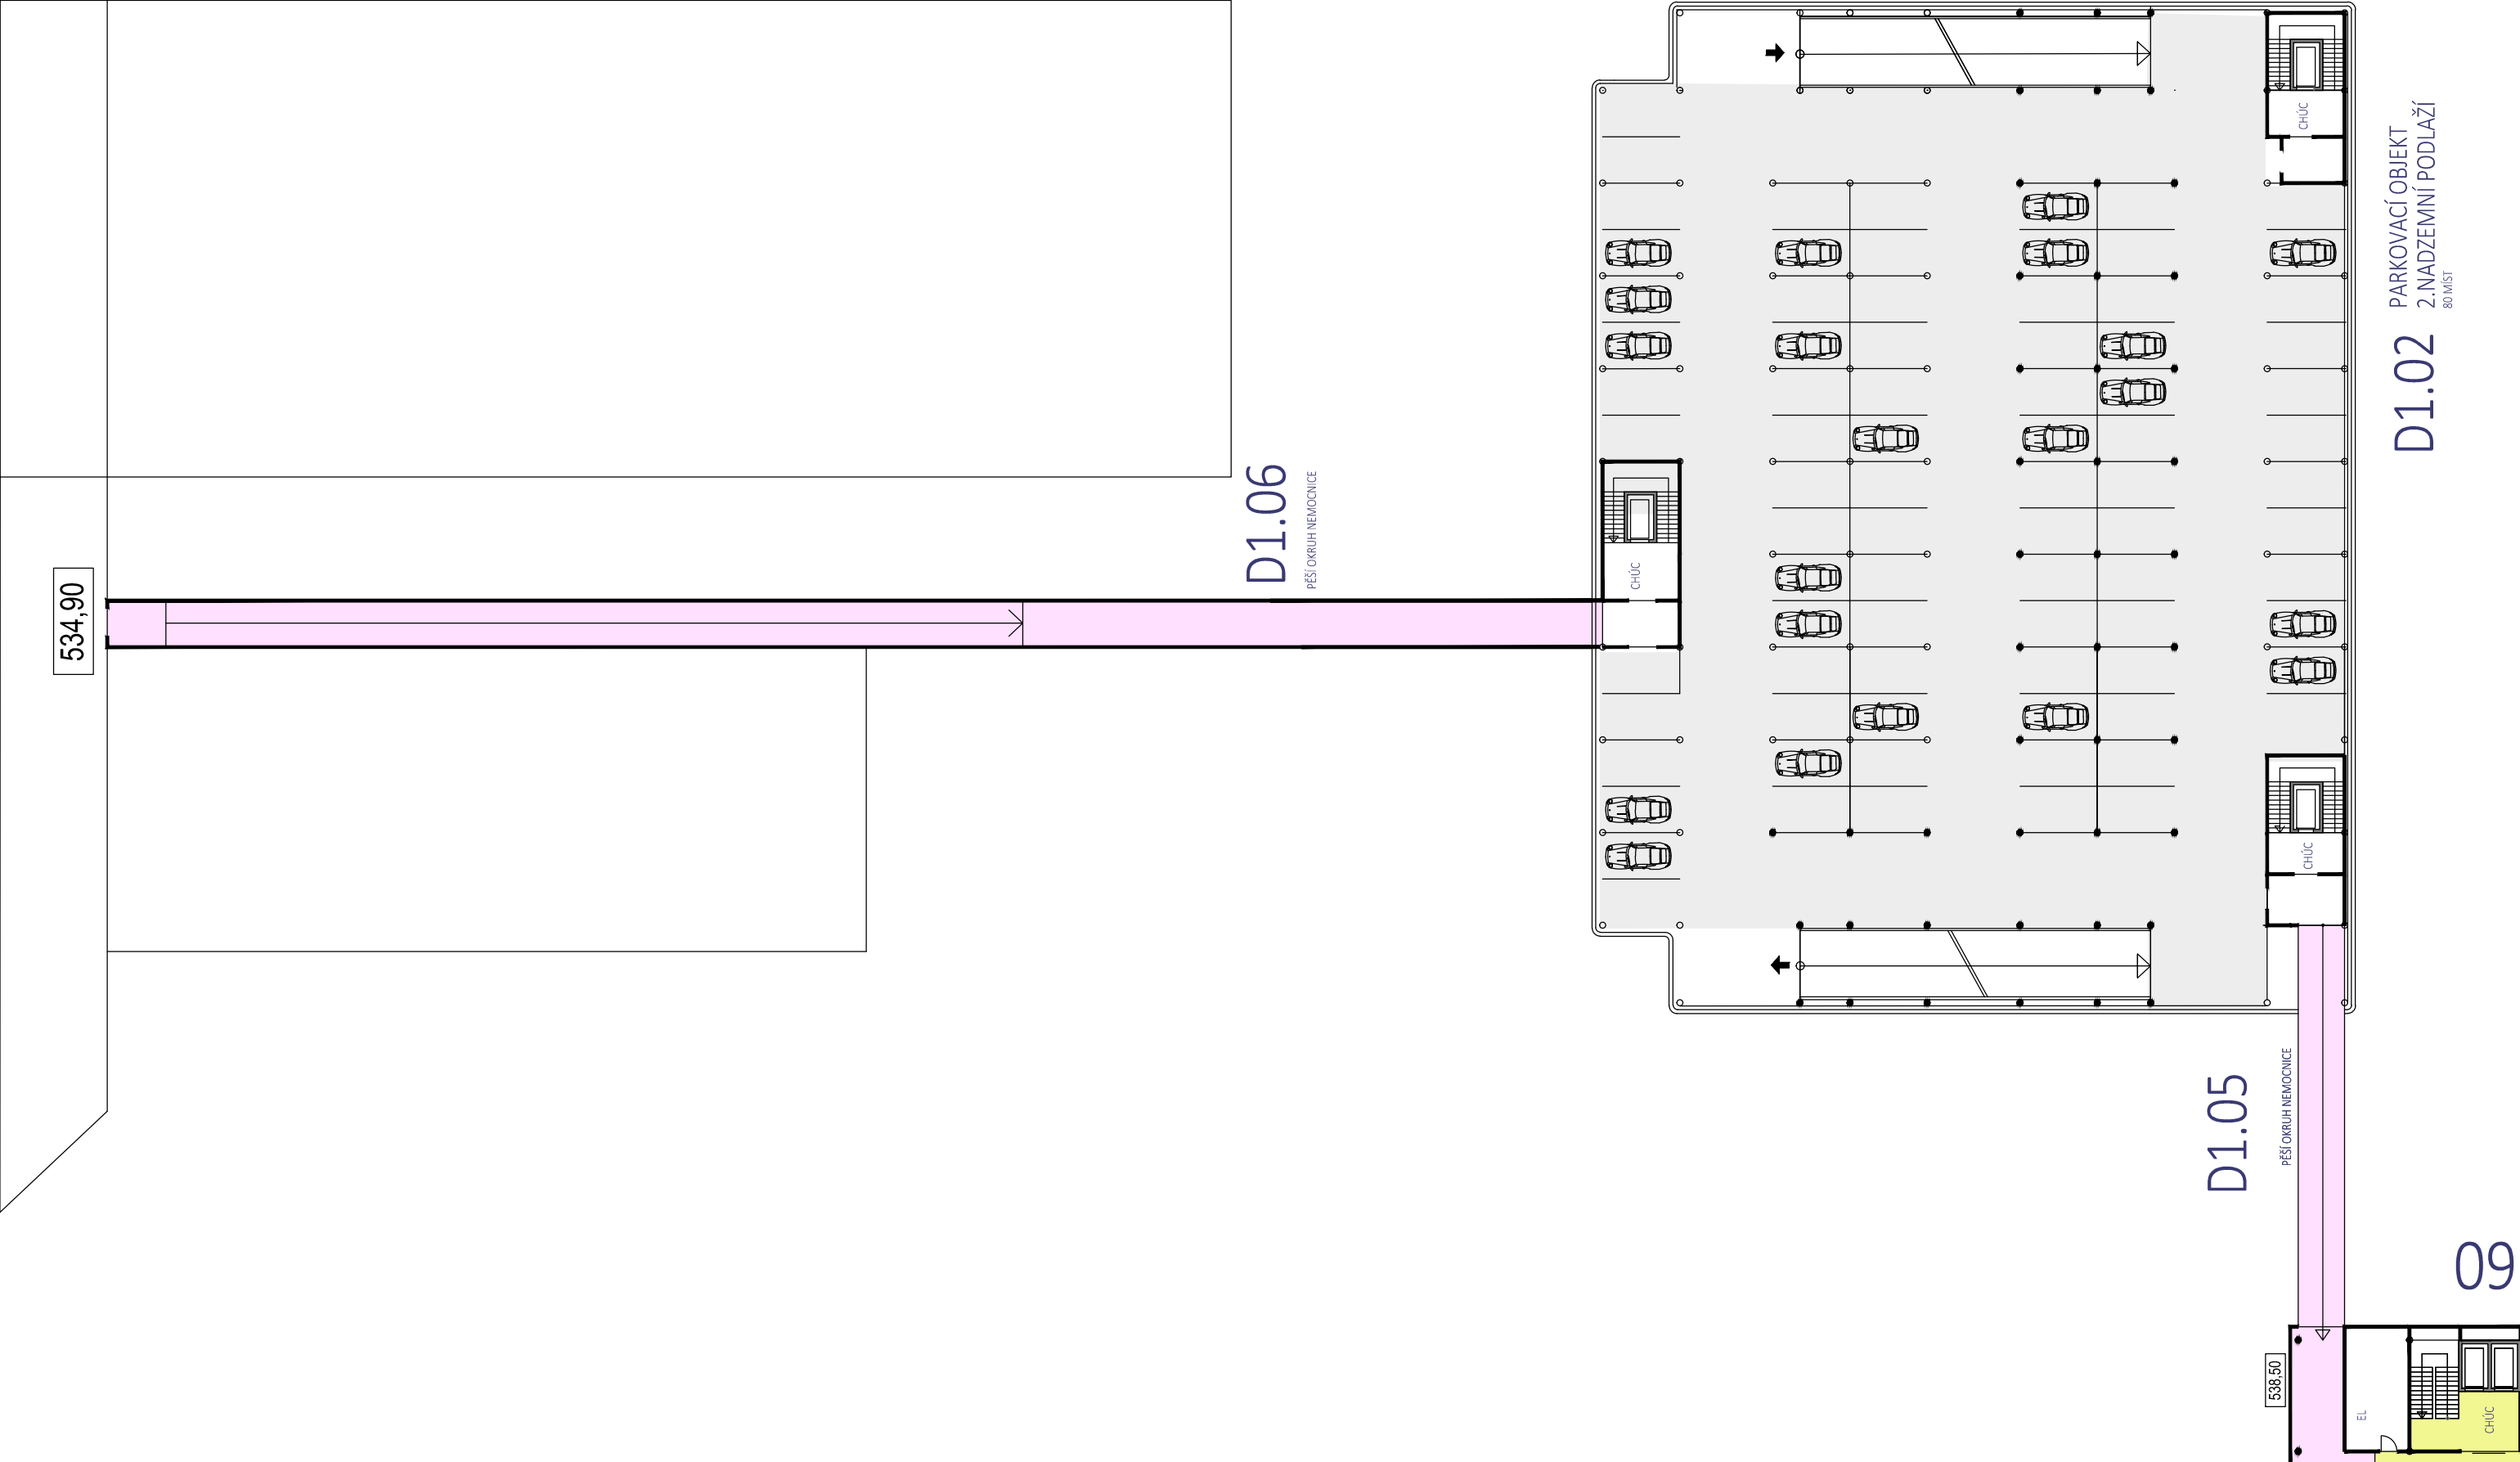 534,90
D1.06
PĚŠÍ OKRUH NEMOCNICE
CHÚC
CHÚC
CHÚC
D1.02
PARKOVACÍ OBJEKT
2.NADZEMNÍ PODLAŽÍ
80 MÍST
D1.05
PĚŠÍ OKRUH NEMOCNICE
09
538,50
EL
CHÚC